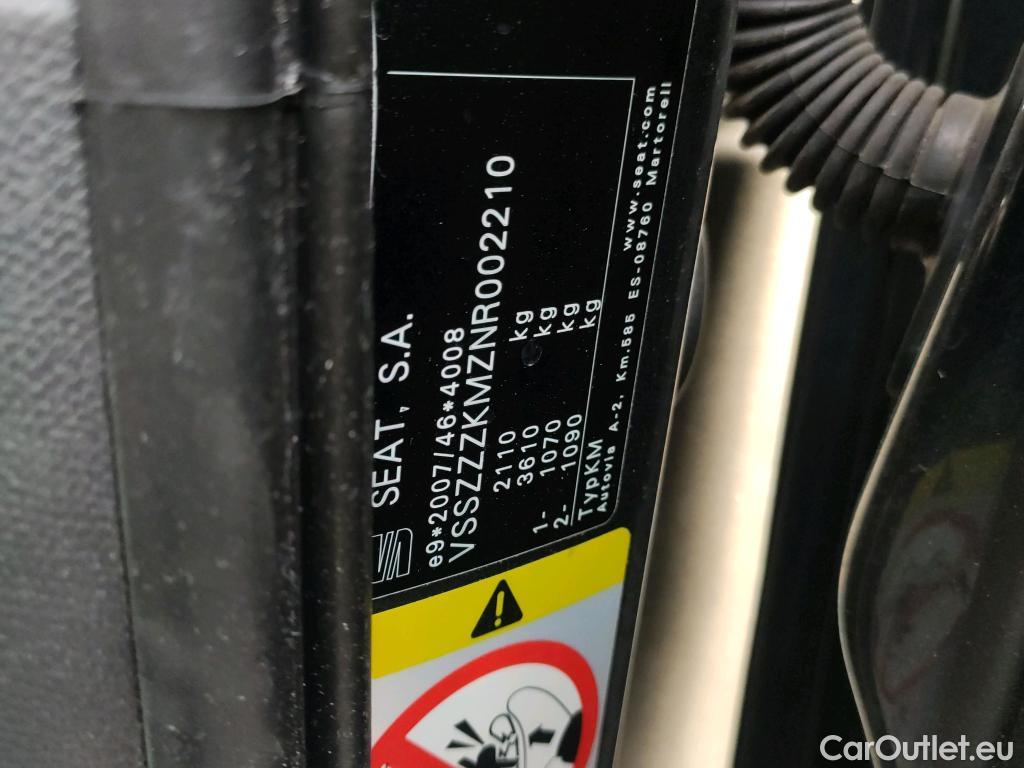 SEAT, S.A.
e9*2007/46*4008
VSSZZZKMZNR002210
2110 kg
3610 kg
1- 1070 kg
2- 1090 kg
TypKM
Autovia A-2, Km.585 ES-08760 Martorell
www.seat.com
CarOutlet.eu